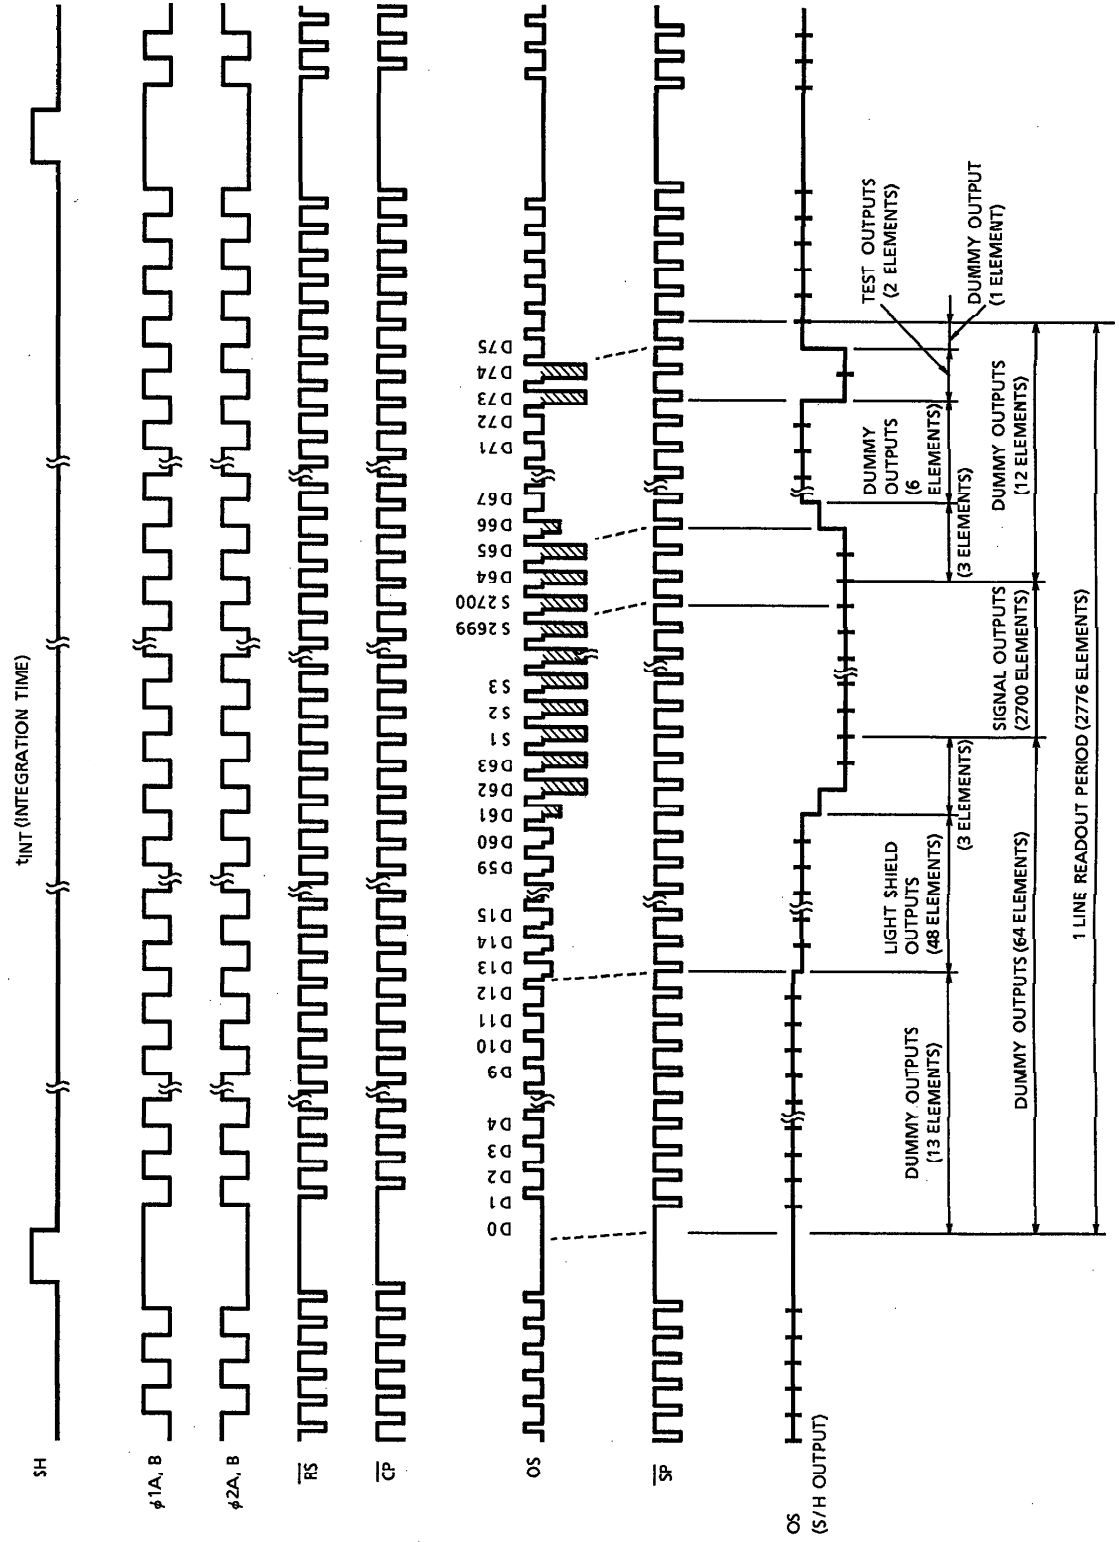 tINT (INTEGRATION TIME)
SH
φ1A, B
φ2A, B
RS
CP
OS
D0
D1
D2
D3
D4
D9
D10
D11
D12
D13
D14
D15
D59
D60
D61
D62
D63
S1
S2
S3
S2699
S2700
D64
D65
D66
D67
D71
D72
D73
D74
D75
SP
OS
(S/H OUTPUT)
DUMMY OUTPUTS
(13 ELEMENTS)
LIGHT SHIELD
OUTPUTS
(48 ELEMENTS)
(3 ELEMENTS)
(3 ELEMENTS)
DUMMY
OUTPUTS
(6
ELEMENTS)
TEST OUTPUTS
(2 ELEMENTS)
DUMMY OUTPUT
(1 ELEMENT)
DUMMY OUTPUTS (64 ELEMENTS)
SIGNAL OUTPUTS
(2700 ELEMENTS)
DUMMY OUTPUTS
(12 ELEMENTS)
1 LINE READOUT PERIOD (2776 ELEMENTS)